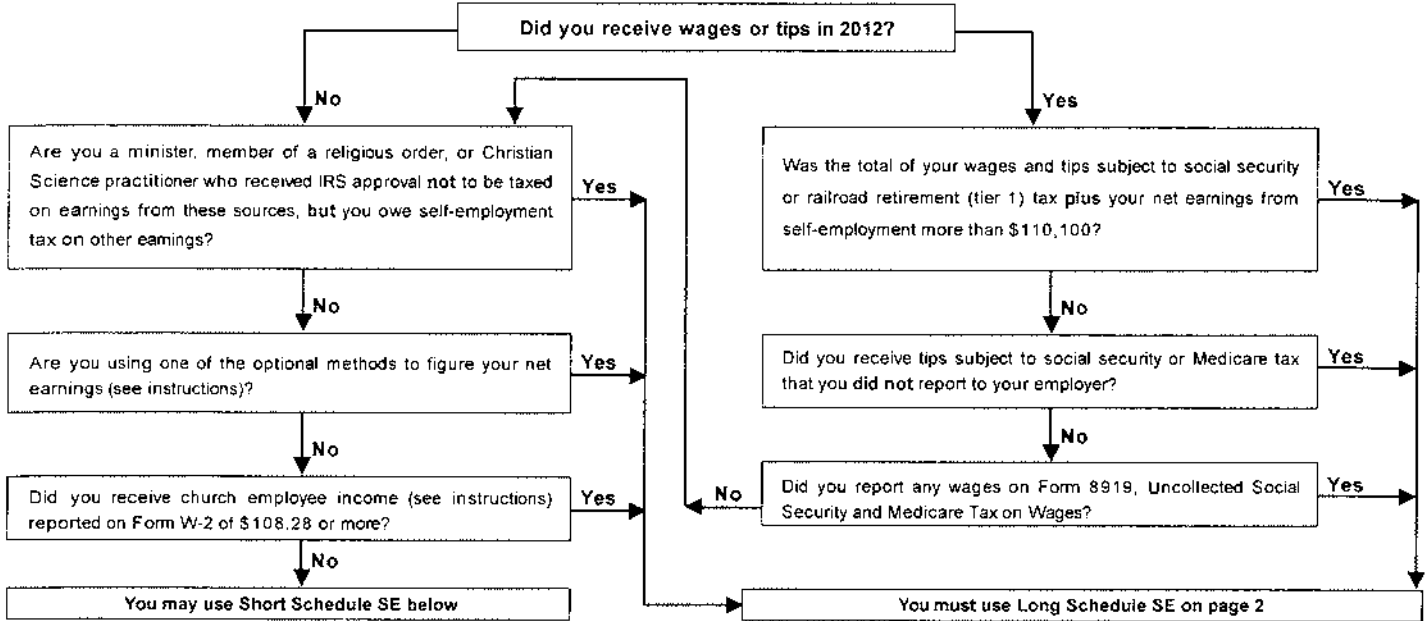 Did you receive wages or tips in 2012?
No
Yes
Are you a minister, member of a religious order, or Christian
Science practitioner who received IRS approval not to be taxed
on earnings from these sources, but you owe self-employment
tax on other earnings?
Yes
Was the total of your wages and tips subject to social security
or railroad retirement (tier 1) tax plus your net earnings from
self-employment more than $110,100?
Yes
No
No
Are you using one of the optional methods to figure your net
earnings (see instructions)?
Yes
Did you receive tips subject to social security or Medicare tax
that you did not report to your employer?
Yes
No
No
Did you receive church employee income (see instructions)
reported on Form W-2 of $108.28 or more?
Yes
No
Did you report any wages on Form 8919, Uncollected Social
Security and Medicare Tax on Wages?
Yes
No
You may use Short Schedule SE below
You must use Long Schedule SE on page 2